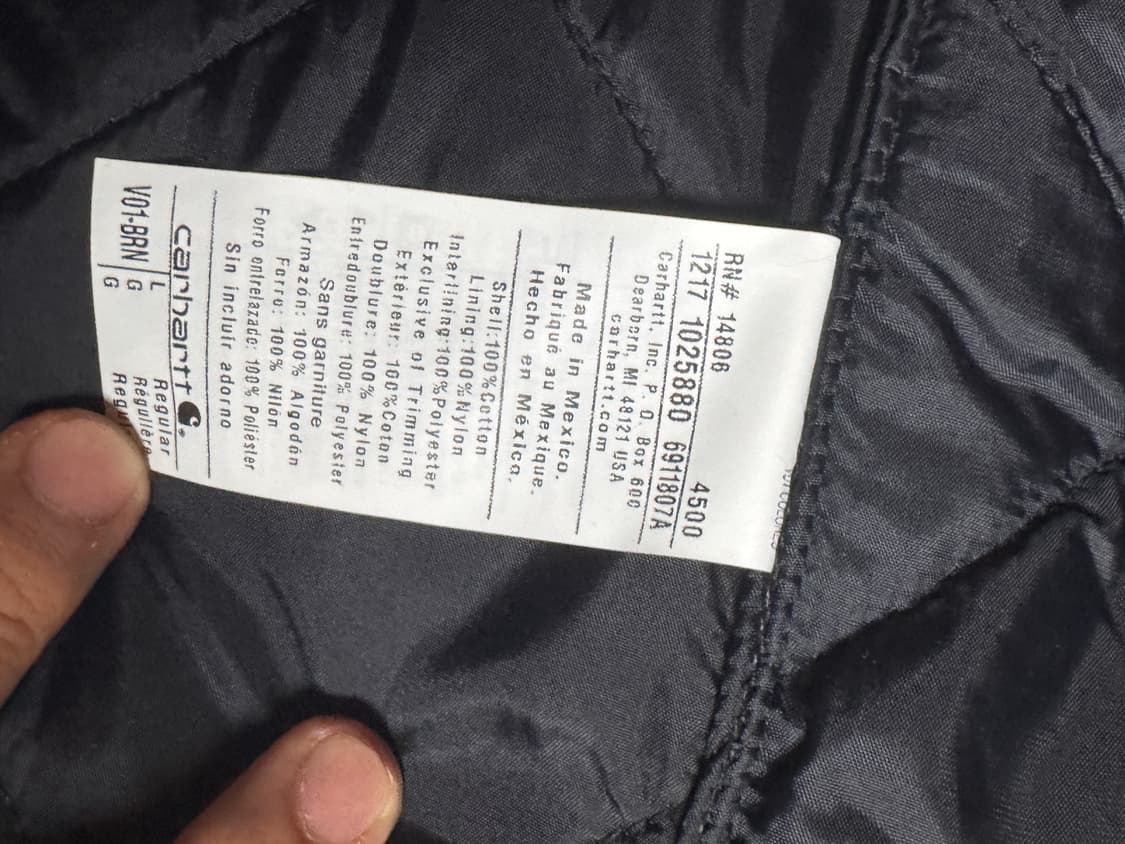 RN# 14806 4500
1217 1025880 6911807A
Carhartt, Inc. P. O. Box 600
Dearborn, MI 48121 USA
carhartt.com
Made in Mexico.
Fabriqué au Mexique.
Hecho en México.
Shell:100%Cotton
Lining:100%Nylon
Interlining:100%Polyester
Exclusive of Trimming
Extérieur: 100%Coton
Doublure: 100% Nylon
Entredoublure: 100% Polyester
Sans garniture
Armazón: 100% Algodón
Forro: 100% Nilón
Forro entrelazado: 100% Poliéster
Sin incluir adorno
carhartt
L Regular
V01-BRN G Régulière
G